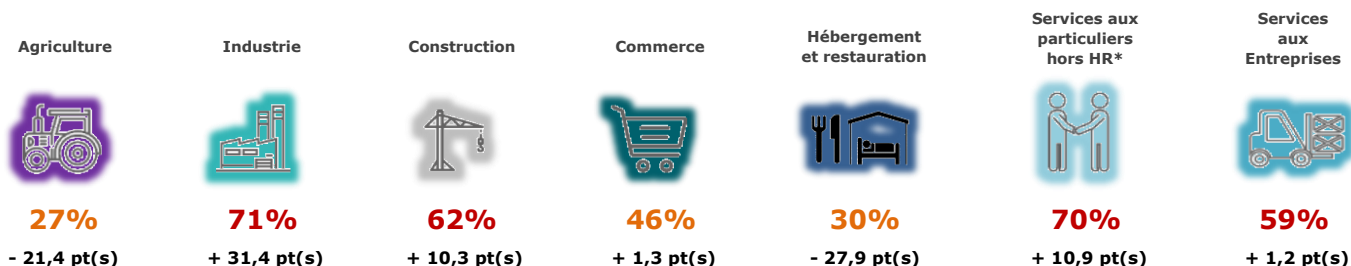 Agriculture
Industrie
Construction
Commerce
Hébergement
et restauration
Services aux
particuliers
hors HR*
Services
aux
Entreprises
27%
71%
62%
46%
30%
70%
59%
- 21,4 pt(s)
+ 31,4 pt(s)
+ 10,3 pt(s)
+ 1,3 pt(s)
- 27,9 pt(s)
+ 10,9 pt(s)
+ 1,2 pt(s)